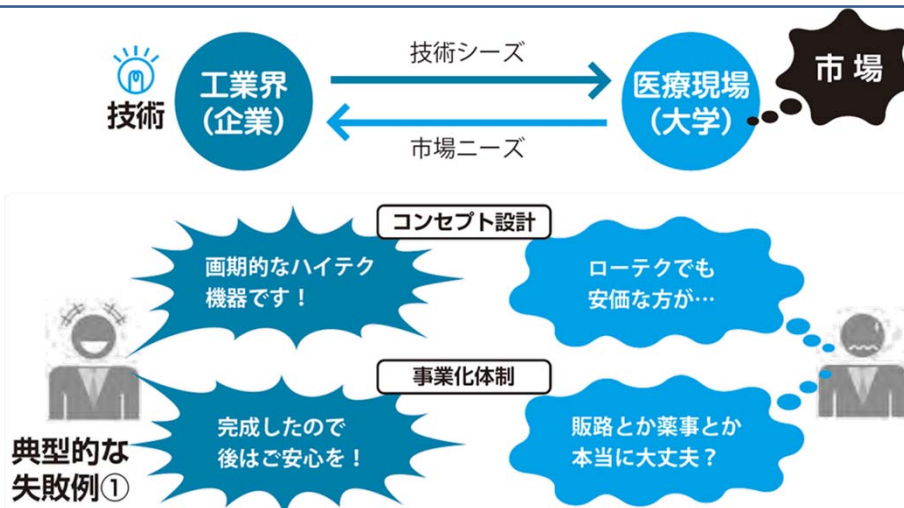 技術
工業界
（企業）
技術シーズ
市場ニーズ
医療現場
（大学）
市場
コンセプト設計
画期的なハイテク
機器です！
ローテクでも
安価な方が…
事業化体制
完成したので
後はご安心を！
販路とか薬事とか
本当に大丈夫？
典型的な
失敗例①